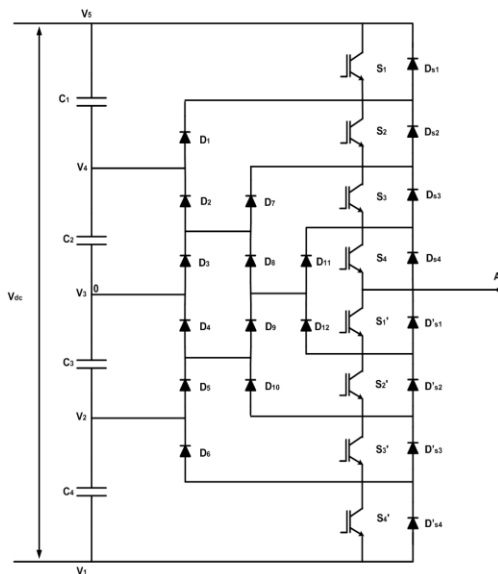 V5
S1 Ds1
C1
D1 S2 Ds2
V4
D2 D7 S3 Ds3
C2
D3 D8 D11 S4 Ds4
A
Vdc V3 0
D4 D9 D12 S1' D's1
C3
D5 D10 S2' D's2
V2
D6 S3' D's3
C4
S4' D's4
V1